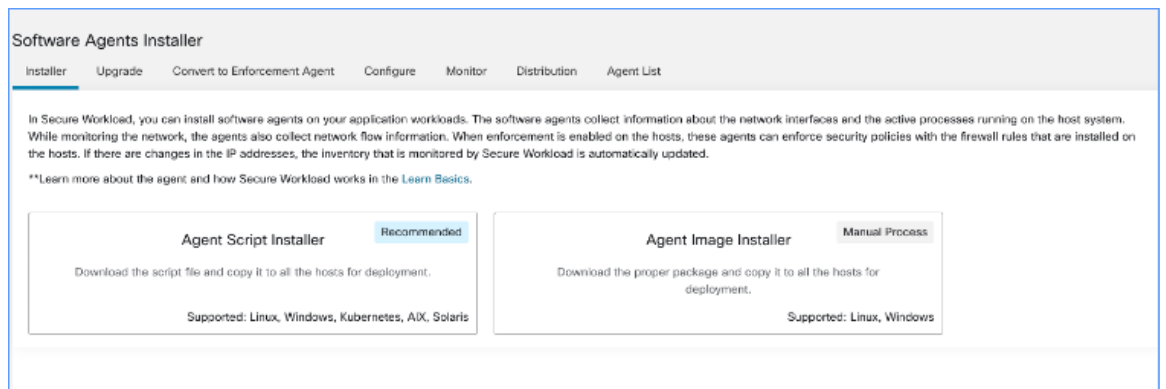 Software Agents Installer
Installer Upgrade Convert to Enforcement Agent Configure Monitor Distribution Agent List
In Secure Workload, you can install software agents on your application workloads. The software agents collect information about the network interfaces and the active processes running on the host system.
While monitoring the network, the agents also collect network flow information. When enforcement is enabled on the hosts, these agents can enforce security policies with the firewall rules that are installed on
the hosts. If there are changes in the IP addresses, the inventory that is monitored by Secure Workload is automatically updated.
**Learn more about the agent and how Secure Workload works in the Learn Basics.
Recommended
Agent Script Installer
Download the script file and copy it to all the hosts for deployment.
Supported: Linux, Windows, Kubernetes, AIX, Solaris
Manual Process
Agent Image Installer
Download the proper package and copy it to all the hosts for
deployment.
Supported: Linux, Windows